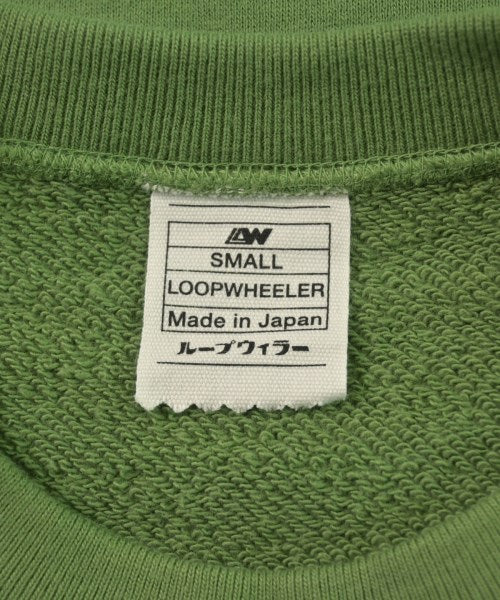 LW
SMALL
LOOPWHEELER
Made in Japan
ループウィラー